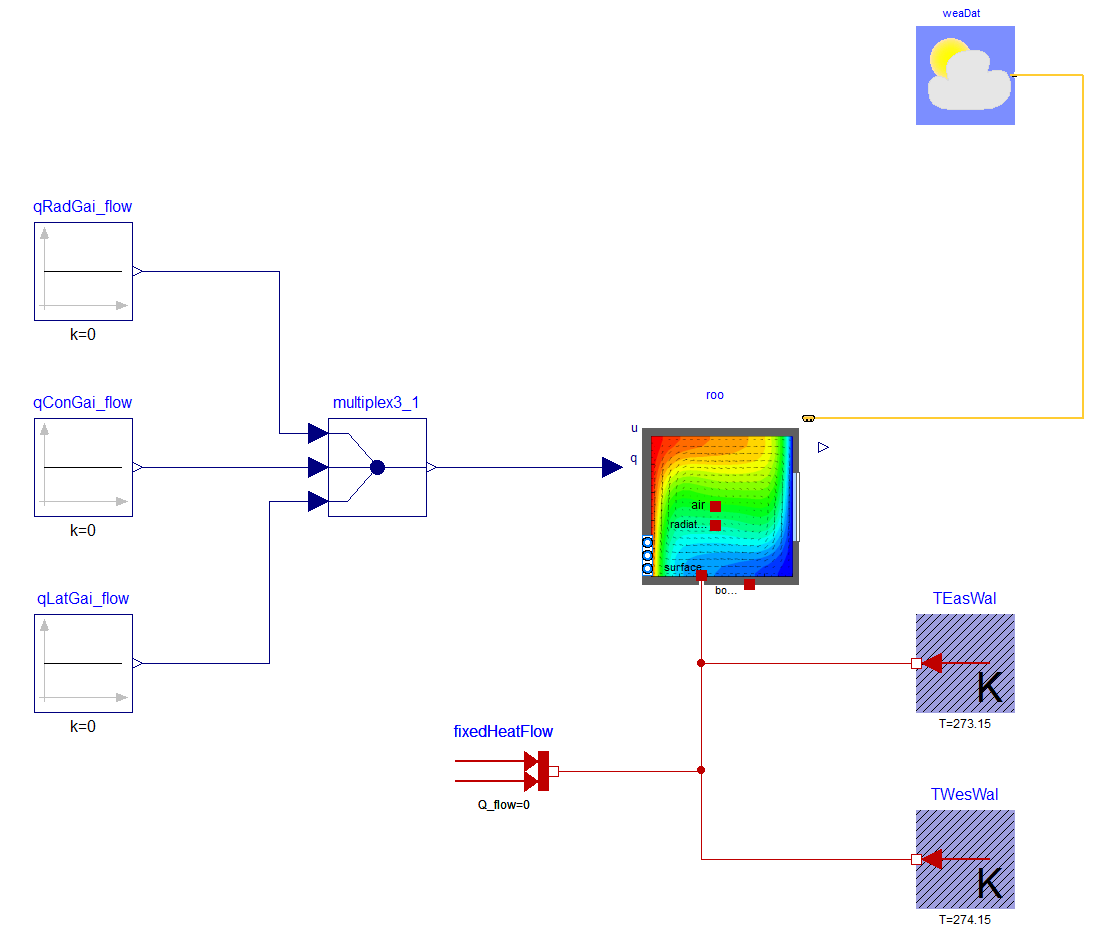 weaDat
qRadGai_flow
k=0
qConGai_flow
k=0
multiplex3_1
roo
u
q
air
radiat...
surface
bo...
qLatGai_flow
k=0
TEasWal
K
T=273.15
fixedHeatFlow
Q_flow=0
TWesWal
K
T=274.15